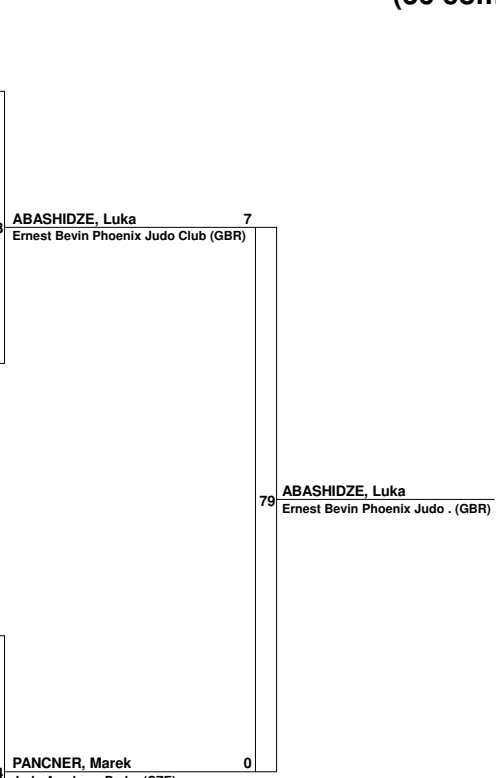 ABASHIDZE, Luka 7
Ernest Bevin Phoenix Judo Club (GBR)
79
ABASHIDZE, Luka
Ernest Bevin Phoenix Judo . (GBR)
PANCNER, Marek 0